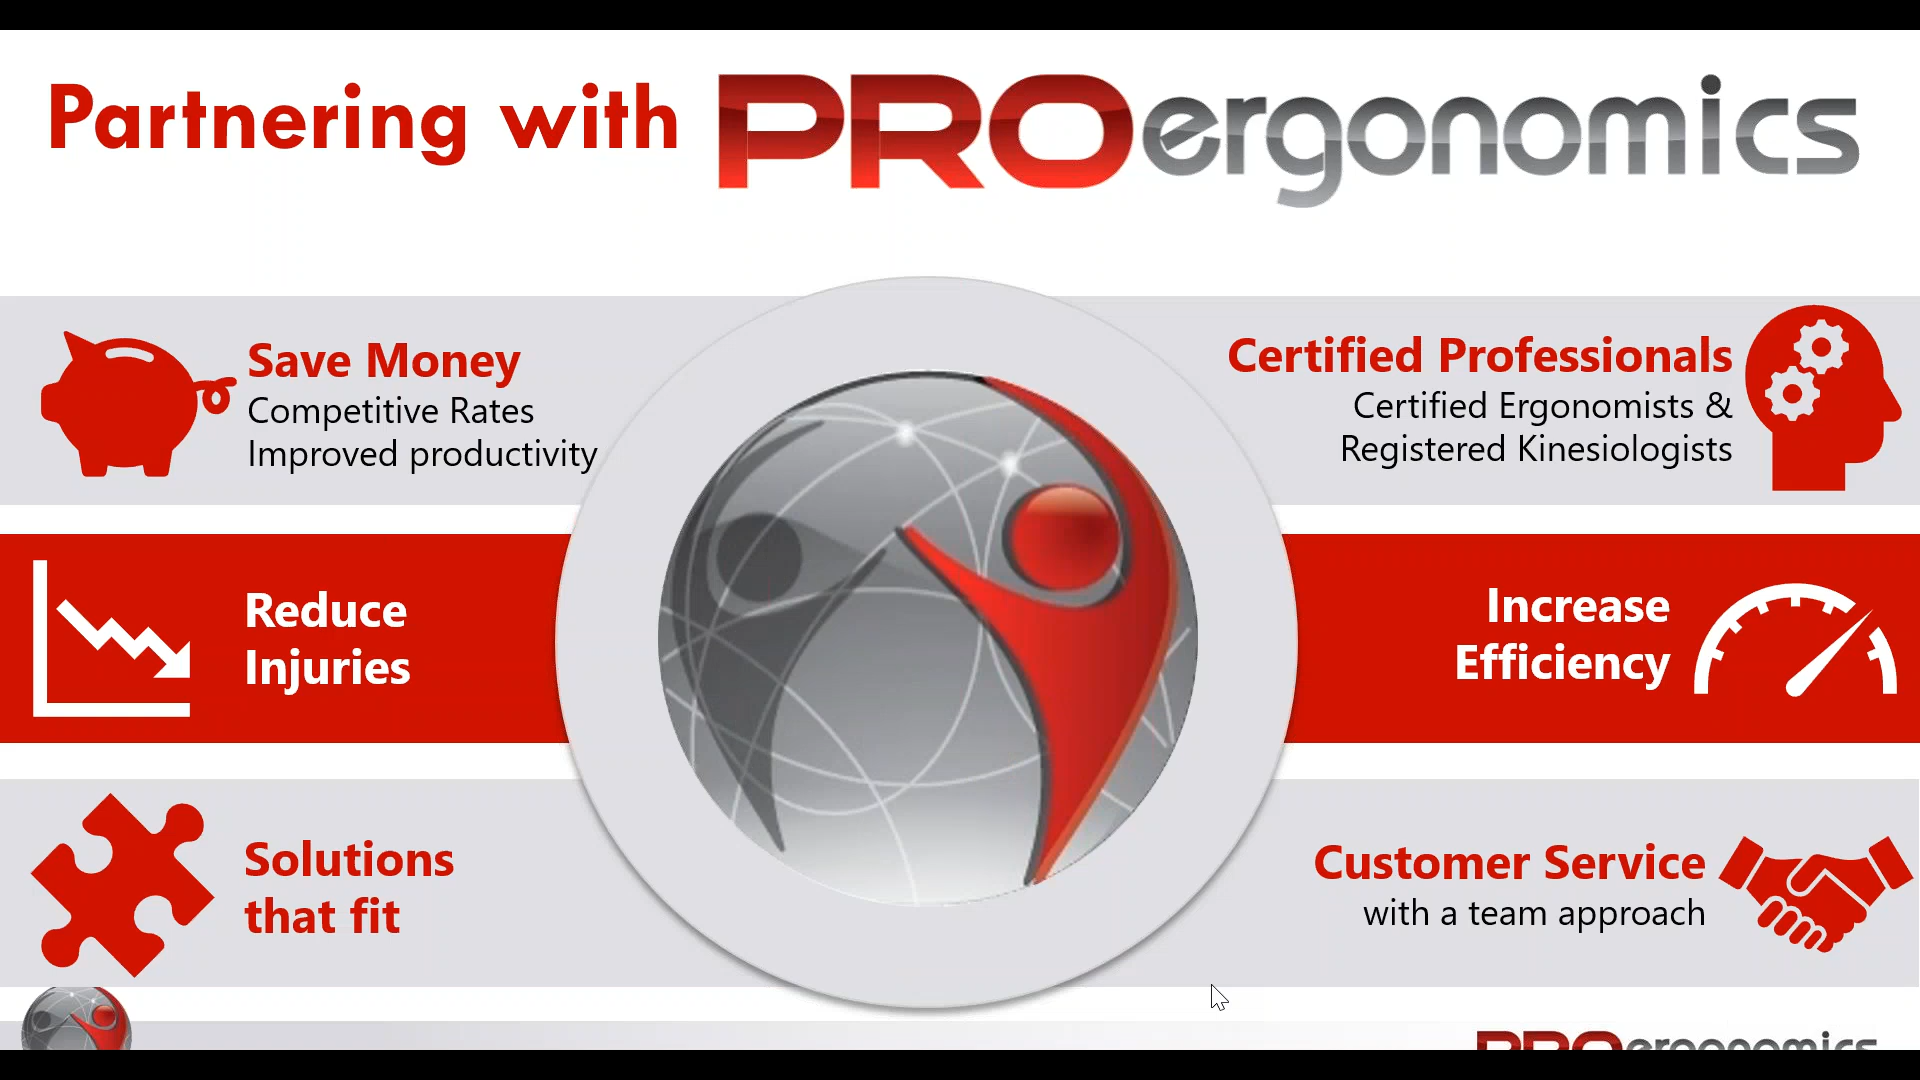 Partnering with PROergonomics
Save Money
Competitive Rates
Improved productivity
Certified Professionals
Certified Ergonomists &
Registered Kinesiologists
Reduce
Injuries
Increase
Efficiency
Solutions
that fit
Customer Service
with a team approach
PROergonomics